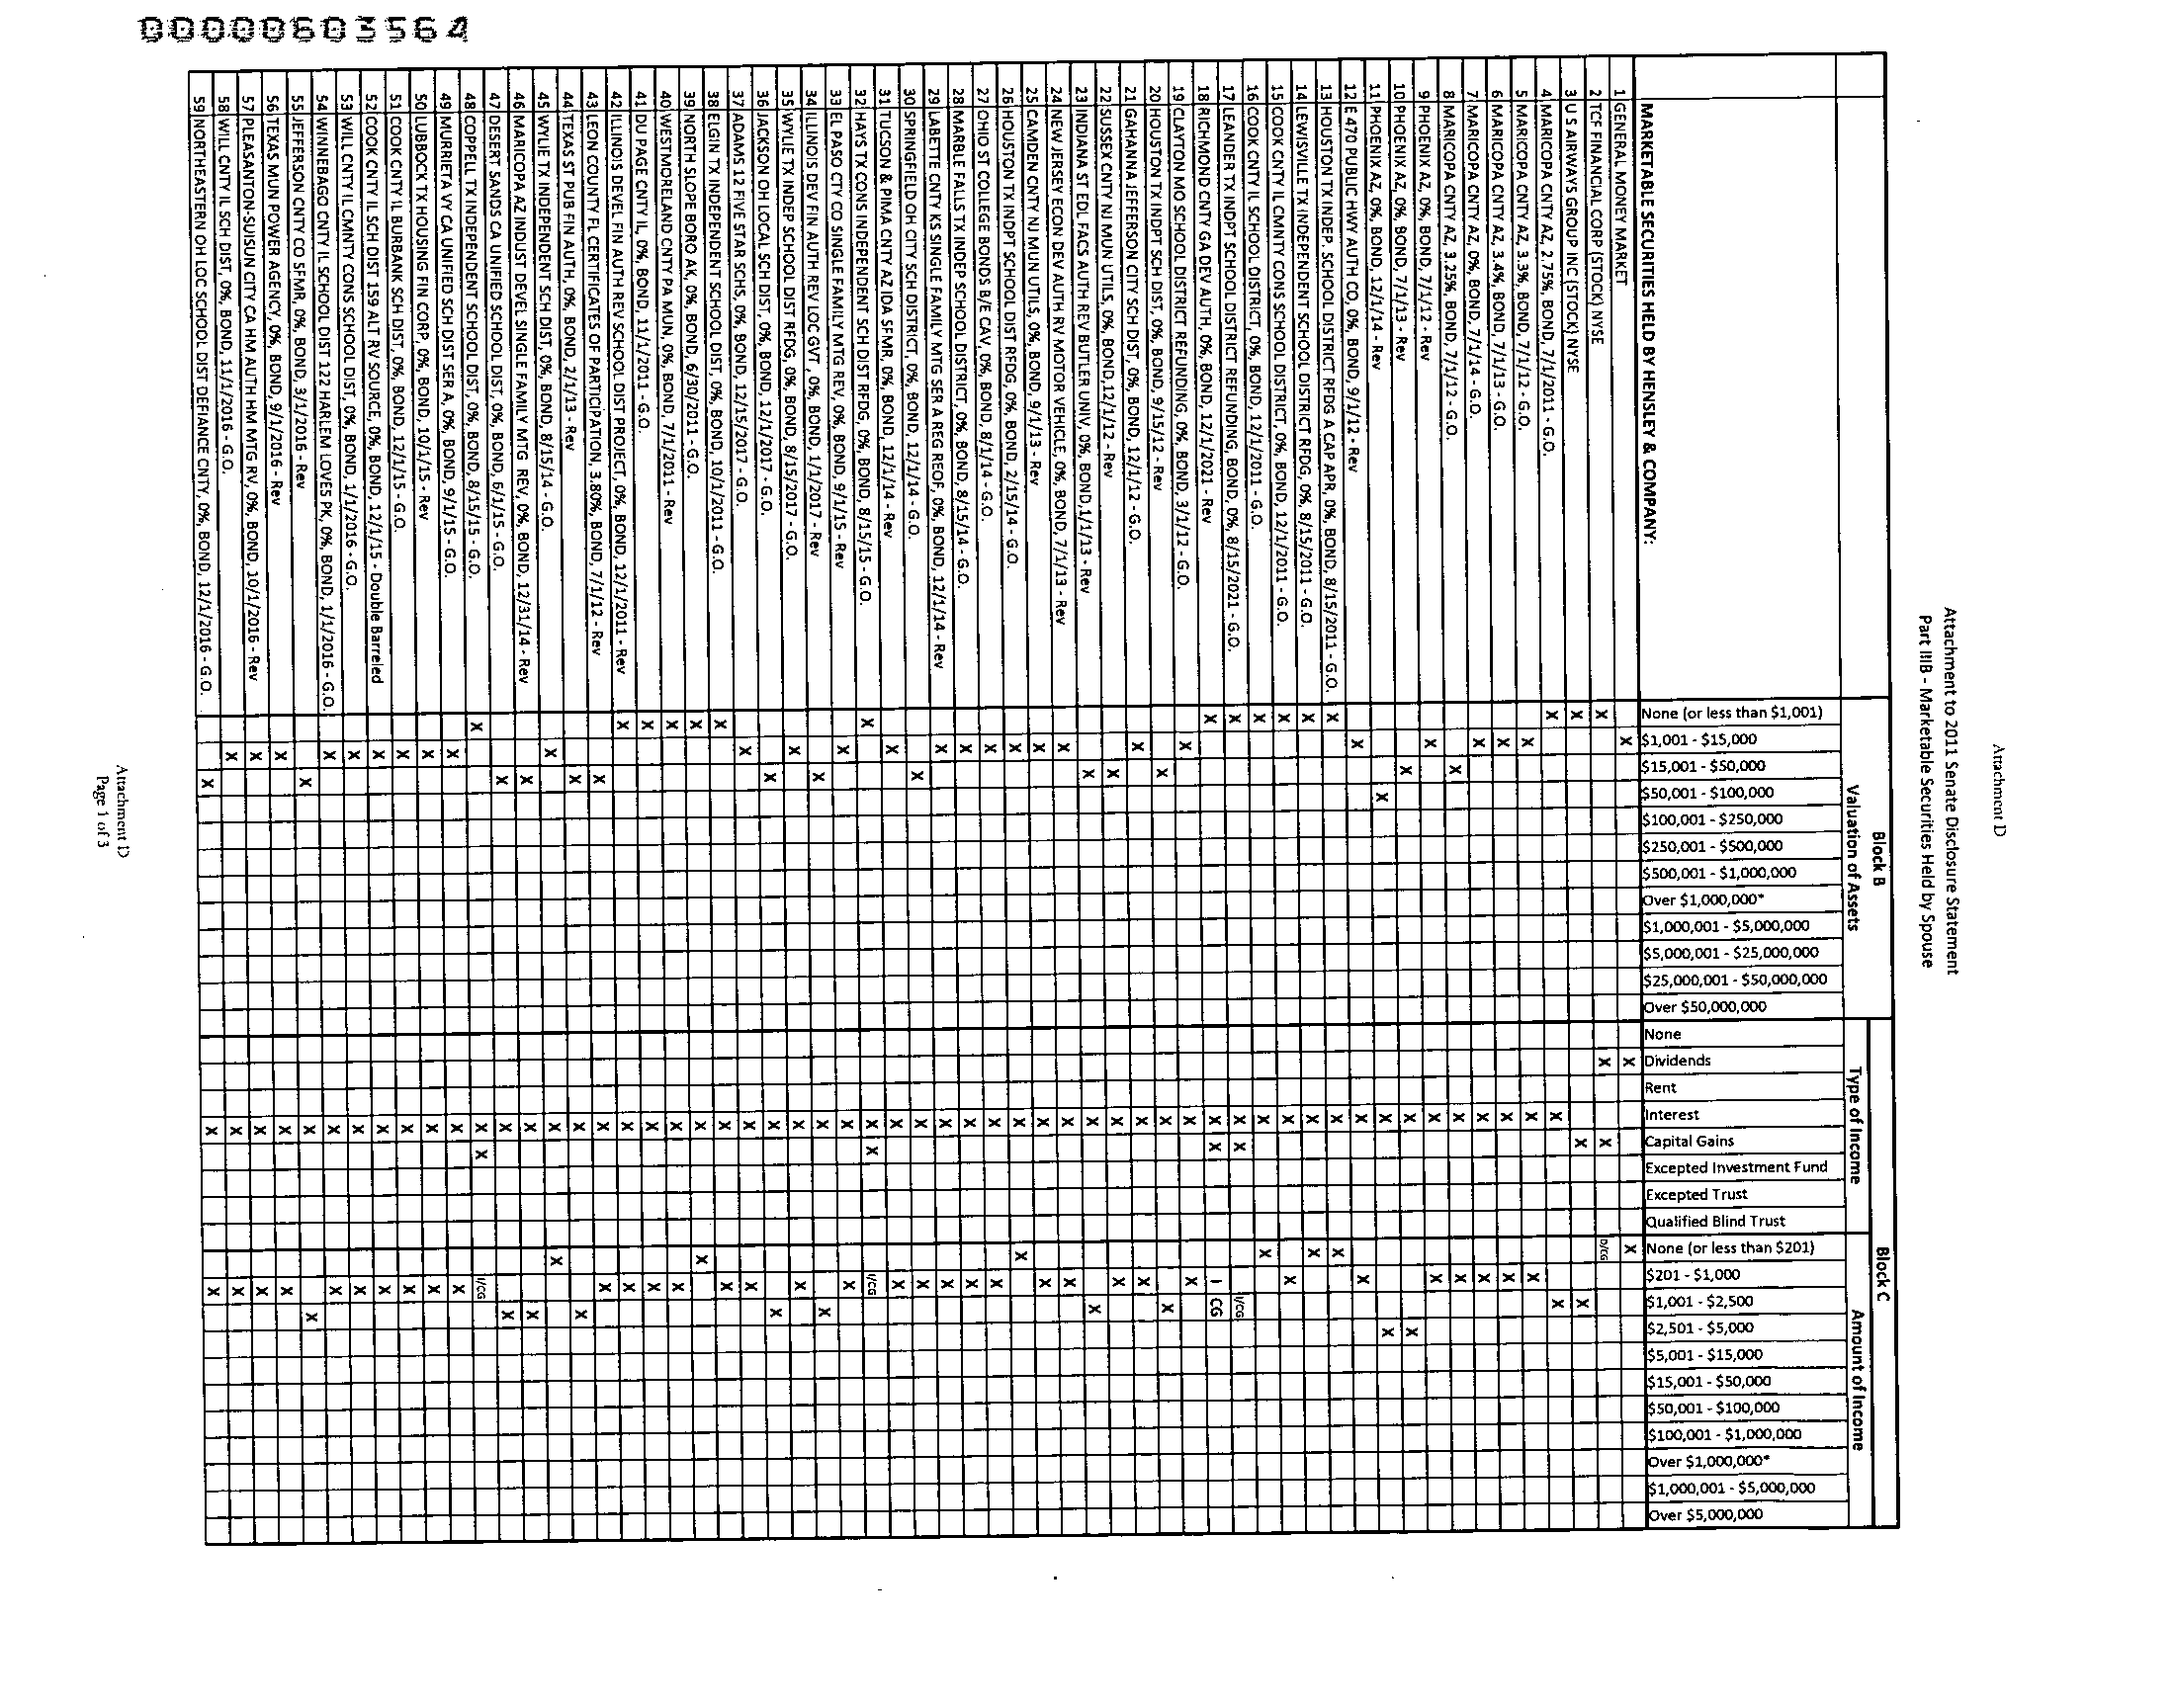 00000603564
Attachment D
Attachment to 2011 Senate Disclosure Statement
Part IIIB - Marketable Securities Held by Spouse
Block B
Block C
Valuation of Assets
Type of Income
Amount of Income
MARKETABLE SECURITIES HELD BY HENSLEY & COMPANY:
None (or less than $1,001)
$1,001 - $15,000
$15,001 - $50,000
$50,001 - $100,000
$100,001 - $250,000
$250,001 - $500,000
$500,001 - $1,000,000
Over $1,000,000*
$1,000,001 - $5,000,000
$5,000,001 - $25,000,000
$25,000,001 - $50,000,000
Over $50,000,000
None
Dividends
Rent
Interest
Capital Gains
Excepted Investment Fund
Excepted Trust
Qualified Blind Trust
None (or less than $201)
$201 - $1,000
$1,001 - $2,500
$2,501 - $5,000
$5,001 - $15,000
$15,001 - $50,000
$50,001 - $100,000
$100,001 - $1,000,000
Over $1,000,000*
$1,000,001 - $5,000,000
Over $5,000,000
1 GENERAL MONEY MARKET X X X
2 TCF FINANCIAL CORP (STOCK) NYSE X X X D/CG
3 U S AIRWAYS GROUP INC (STOCK) NYSE X X X
4 MARICOPA CNTY AZ, 2.75%, BOND, 7/1/2011 - G.O. X X X
5 MARICOPA CNTY AZ, 3.3%, BOND, 7/1/12 - G.O. X X X
6 MARICOPA CNTY AZ, 3.4%, BOND, 7/1/13 - G.O. X X X
7 MARICOPA CNTY AZ, 0%, BOND, 7/1/14 - G.O. X X X
8 MARICOPA CNTY AZ, 3.25%, BOND, 7/1/12 - G.O. X X X
9 PHOENIX AZ, 0%, BOND, 7/1/12 - Rev X X X
10 PHOENIX AZ, 0%, BOND, 7/1/13 - Rev X X X
11 PHOENIX AZ, 0%, BOND, 12/1/14 - Rev X X X
12 E 470 PUBLIC HWY AUTH CO, 0%, BOND, 9/1/12 - Rev X X X
13 HOUSTON TX INDEP. SCHOOL DISTRICT RFDG A CAP APR, 0%, BOND, 8/15/2011 - G.O. X X X
14 LEWISVILLE TX INDEPENDENT SCHOOL DISTRICT RFDG, 0%, 8/15/2011 - G.O. X X X
15 COOK CNTY IL CMNTY CONS SCHOOL DISTRICT, 0%, BOND, 12/1/2011 - G.O. X X X
16 COOK CNTY IL SCHOOL DISTRICT, 0%, BOND, 12/1/2011 - G.O. X X X
17 LEANDER TX INDPT SCHOOL DISTRICT REFUNDING, BOND, 0%, 8/15/2021 - G.O. X X X I/CG
18 RICHMOND CNTY GA DEV AUTH, 0%, BOND, 12/1/2021 - Rev X X X I CG
19 CLAYTON MO SCHOOL DISTRICT REFUNDING, 0%, BOND, 3/1/12 - G.O. X X X
20 HOUSTON TX INDPT SCH DIST, 0%, BOND, 9/15/12 - Rev X X X
21 GAHANNA JEFFERSON CITY SCH DIST, 0%, BOND, 12/1/12 - G.O. X X X
22 SUSSEX CNTY NJ MUN UTILS, 0%, BOND,12/1/12 - Rev X X X
23 INDIANA ST EDL FACS AUTH REV BUTLER UNIV, 0%, BOND,1/1/13 - Rev X X X
24 NEW JERSEY ECON DEV AUTH RV MOTOR VEHICLE, 0%, BOND, 7/1/13 - Rev X X X
25 CAMDEN CNTY NJ MUN UTILS, 0%, BOND, 9/1/13 - Rev X X X
26 HOUSTON TX INDPT SCHOOL DIST RFDG, 0%, BOND, 2/15/14 - G.O. X X X
27 OHIO ST COLLEGE BONDS B/E CAV, 0%, BOND, 8/1/14 - G.O. X X X
28 MARBLE FALLS TX INDEP SCHOOL DISTRICT, 0%, BOND, 8/15/14 - G.O. X X X
29 LABETTE CNTY KS SINGLE FAMILY MTG SER A REG REOF, 0%, BOND, 12/1/14 - Rev X X X
30 SPRINGFIELD OH CITY SCH DISTRICT, 0%, BOND, 12/1/14 - G.O. X X X
31 TUCSON & PIMA CNTY AZ IDA SFMR, 0%, BOND, 12/1/14 - Rev X X X
32 HAYS TX CONS INDEPENDENT SCH DIST RFDG, 0%, BOND, 8/15/15 - G.O. X X X I/CG
33 EL PASO CTY CO SINGLE FAMILY MTG REV, 0%, BOND, 9/1/15 - Rev X X X
34 ILLINOIS DEV FIN AUTH REV LOC GVT , 0%, BOND, 1/1/2017 - Rev X X X
35 WYLIE TX INDEP SCHOOL DIST RFDG, 0%, BOND, 8/15/2017 - G.O. X X X
36 JACKSON OH LOCAL SCH DIST, 0%, BOND, 12/1/2017 - G.O. X X X
37 ADAMS 12 FIVE STAR SCHS, 0%, BOND, 12/15/2017 - G.O. X X X
38 ELGIN TX INDEPENDENT SCHOOL DIST, 0%, BOND, 10/1/2011 - G.O. X X X
39 NORTH SLOPE BORO AK, 0%, BOND, 6/30/2011 - G.O. X X X
40 WESTMORELAND CNTY PA MUN, 0%, BOND, 7/1/2011 - Rev X X X
41 DU PAGE CNTY IL, 0%, BOND, 11/1/2011 - G.O. X X X
42 ILLINOIS DEVEL FIN AUTH REV SCHOOL DIST PROJECT, 0%, BOND, 12/1/2011 - Rev X X X
43 LEON COUNTY FL CERTIFICATES OF PARTICIPATION, 3.80%, BOND, 7/1/12 - Rev X X X
44 TEXAS ST PUB FIN AUTH, 0%, BOND, 2/1/13 - Rev X X X
45 WYLIE TX INDEPENDENT SCH DIST, 0%, BOND, 8/15/14 - G.O. X X X
46 MARICOPA AZ INDUST DEVEL SINGLE FAMILY MTG REV, 0%, BOND, 12/31/14 - Rev X X X
47 DESERT SANDS CA UNIFIED SCHOOL DIST, 0%, BOND, 6/1/15 - G.O. X X X
48 COPPELL TX INDEPENDENT SCHOOL DIST, 0%, BOND, 8/15/15 - G.O. X X X I/CG
49 MURRIETA VY CA UNIFIED SCH DIST SER A, 0%, BOND, 9/1/15 - G.O. X X X
50 LUBBOCK TX HOUSING FIN CORP, 0%, BOND, 10/1/15 - Rev X X X
51 COOK CNTY IL BURBANK SCH DIST, 0%, BOND, 12/1/15 - G.O. X X X
52 COOK CNTY IL SCH DIST 159 ALT RV SOURCE, 0%, BOND, 12/1/15 - Double Barreled X X X
53 WILL CNTY IL CMNTY CONS SCHOOL DIST, 0%, BOND, 1/1/2016 - G.O. X X X
54 WINNEBAGO CNTY IL SCHOOL DIST 122 HARLEM LOVES PK, 0%, BOND, 1/1/2016 - G.O. X X X
55 JEFFERSON CNTY CO SFMR, 0%, BOND, 3/1/2016 - Rev X X X
56 TEXAS MUN POWER AGENCY, 0%, BOND, 9/1/2016 - Rev X X X
57 PLEASANTON-SUISUN CITY CA HM AUTH HM MTG RV, 0%, BOND, 10/1/2016 - Rev X X X
58 WILL CNTY IL SCH DIST, 0%, BOND, 11/1/2016 - G.O. X X X
59 NORTHEASTERN OH LOC SCHOOL DIST DEFIANCE CNTY, 0%, BOND, 12/1/2016 - G.O. X X X
Attachment D
Page 1 of 3